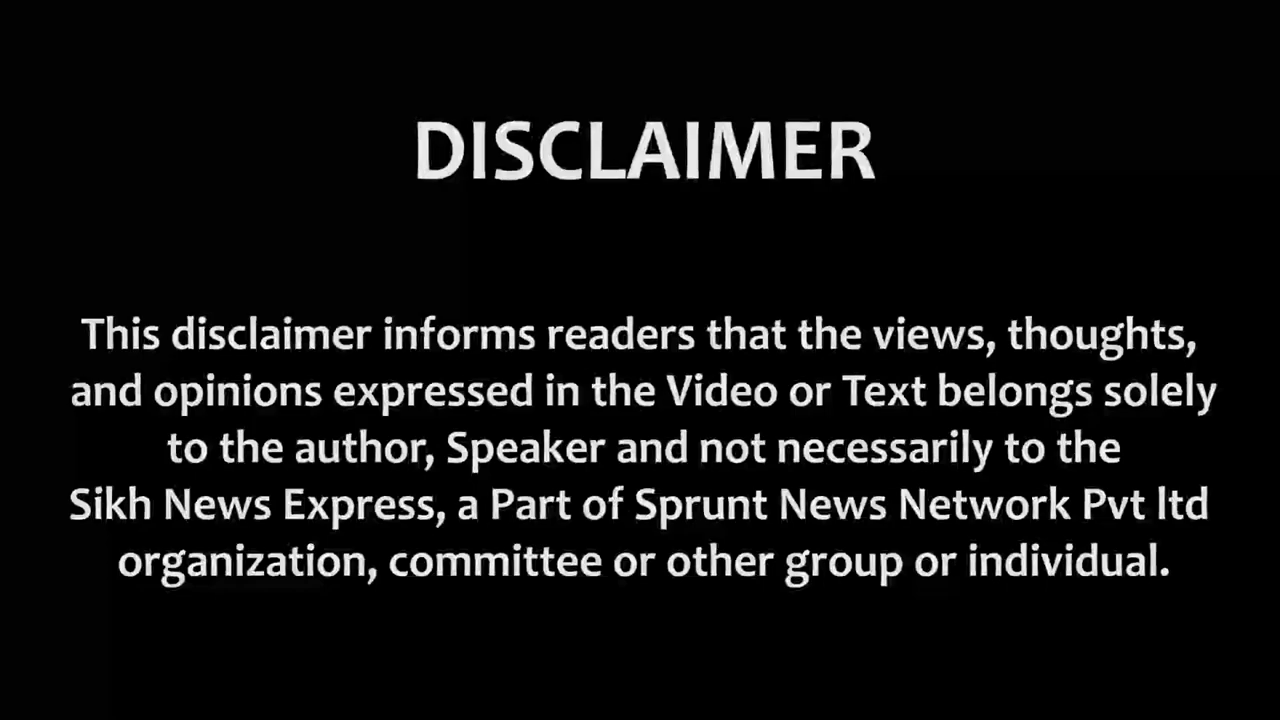 DISCLAIMER
This disclaimer informs readers that the views, thoughts,
and opinions expressed in the Video or Text belongs solely
to the author, Speaker and not necessarily to the
Sikh News Express, a Part of Sprunt News Network Pvt ltd
organization, committee or other group or individual.